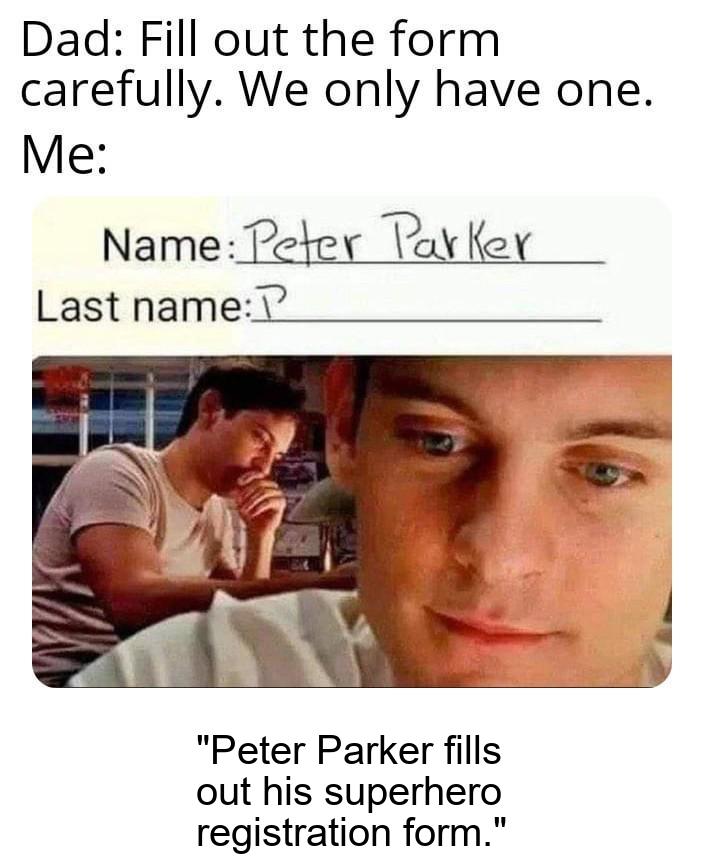 Dad: Fill out the form
carefully. We only have one.
Me:
Name: Peter Parker
Last name: P
"Peter Parker fills
out his superhero
registration form."